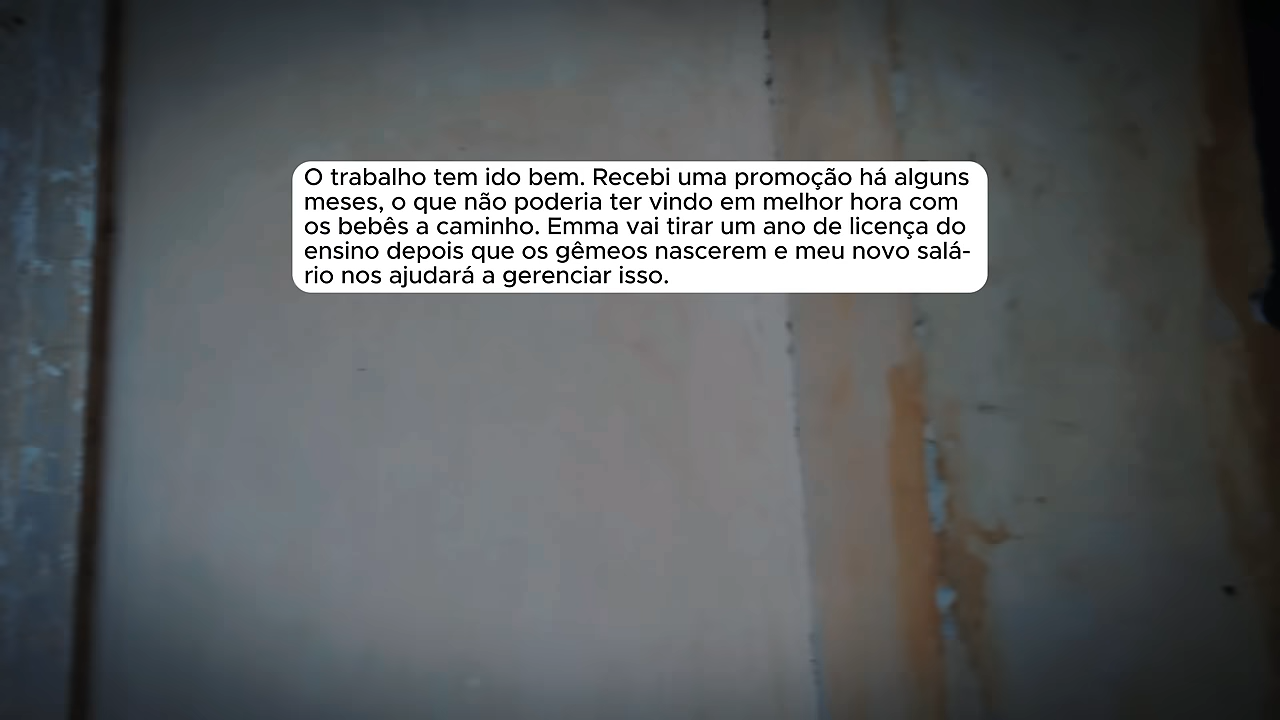 O trabalho tem ido bem. Recebi uma promoção há alguns
meses, o que não poderia ter vindo em melhor hora com
os bebês a caminho. Emma vai tirar um ano de licença do
ensino depois que os gêmeos nascerem e meu novo salá-
rio nos ajudará a gerenciar isso.